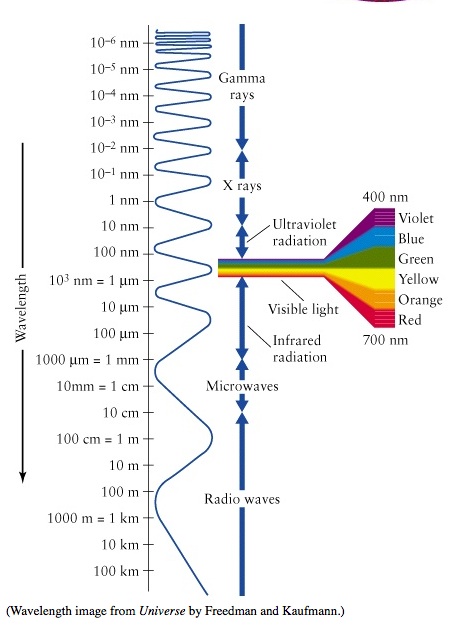 10⁻⁶ nm
10⁻⁵ nm
10⁻⁴ nm
10⁻³ nm
10⁻² nm
10⁻¹ nm
1 nm
10 nm
100 nm
10³ nm = 1 μm
10 μm
100 μm
1000 μm = 1 mm
10mm = 1 cm
10 cm
100 cm = 1 m
10 m
100 m
1000 m = 1 km
10 km
100 km
Wavelength
Gamma
rays
X rays
Ultraviolet
radiation
Visible light
Infrared
radiation
Microwaves
Radio waves
400 nm
Violet
Blue
Green
Yellow
Orange
Red
700 nm
(Wavelength image from Universe by Freedman and Kaufmann.)